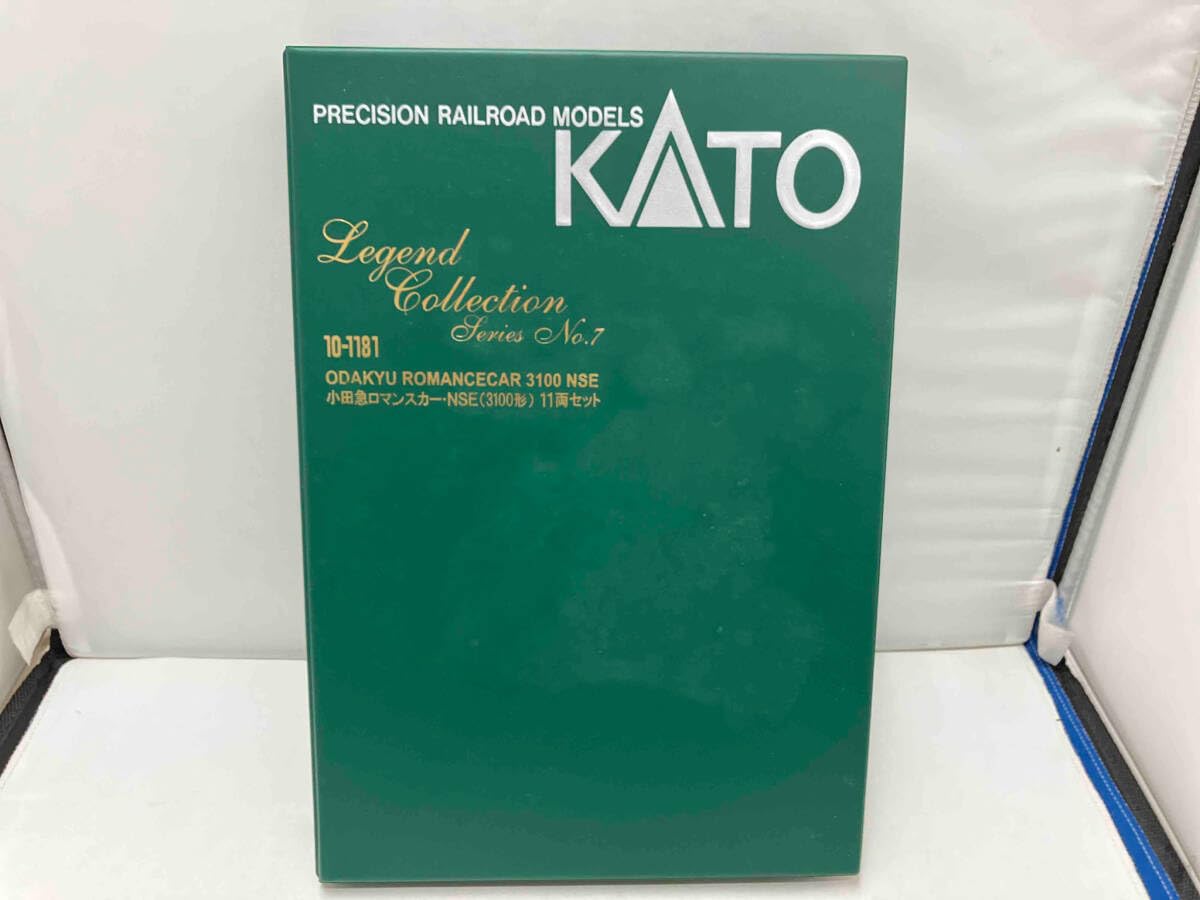 PRECISION RAILROAD MODELS
KATO
Legend
Collection
Series No.7
10-1181
ODAKYU ROMANCECAR 3100 NSE
小田急ロマンスカー・NSE(3100形) 11両セット